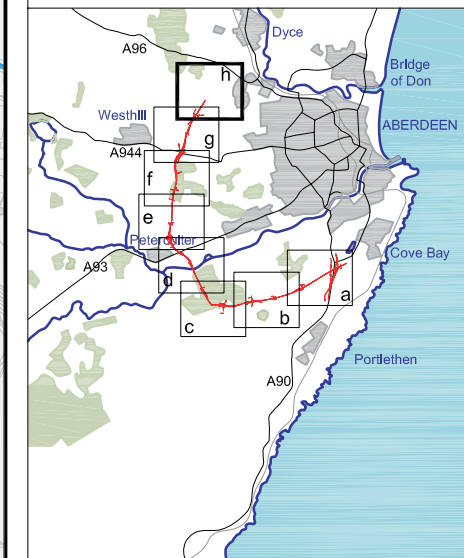 Dyce
A96
Bridge
of Don
h
Westhill
ABERDEEN
g
A944
f
e
Peterculter
Cove Bay
A93
d
a
b
c
Portlethen
A90